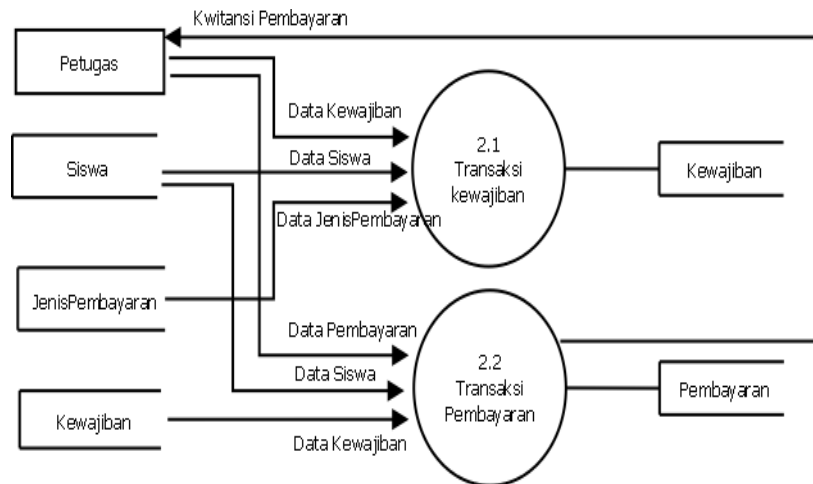 Kwitansi Pembayaran
Petugas
Data Kewajiban
2.1
Transaksi
kewajiban
Siswa
Data Siswa
Kewajiban
Data JenisPembayaran
JenisPembayaran
Data Pembayaran
2.2
Transaksi
Pembayaran
Data Siswa
Pembayaran
Kewajiban
Data Kewajiban